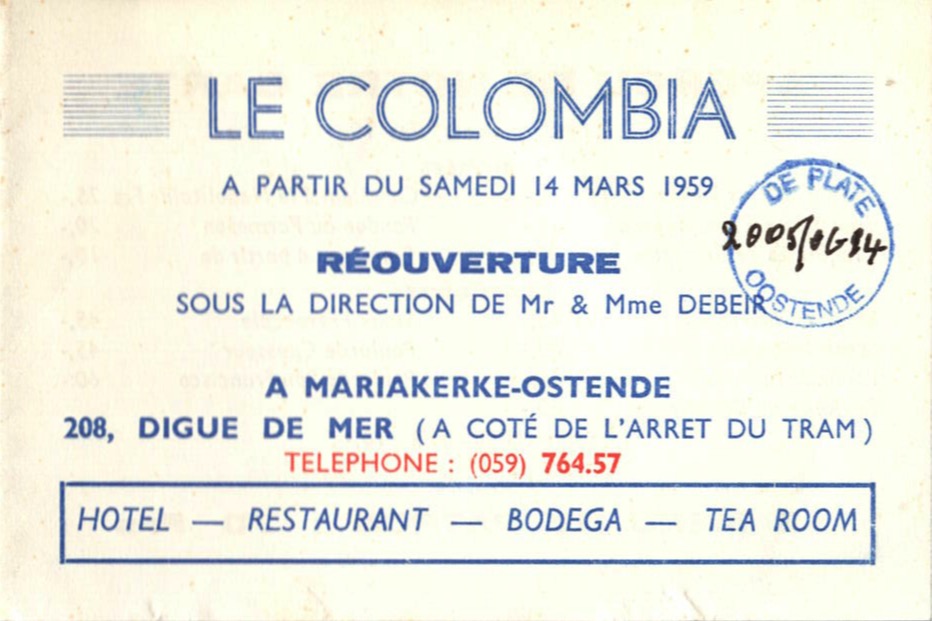 LE COLOMBIA
A PARTIR DU SAMEDI 14 MARS 1959
DE PLATE
2005/0694
OOSTENDE
RÉOUVERTURE
SOUS LA DIRECTION DE Mr & Mme DEBEIR
A MARIAKERKE-OSTENDE
208, DIGUE DE MER (A COTÉ DE L'ARRET DU TRAM)
TELEPHONE : (059) 764.57
HOTEL — RESTAURANT — BODEGA — TEA ROOM